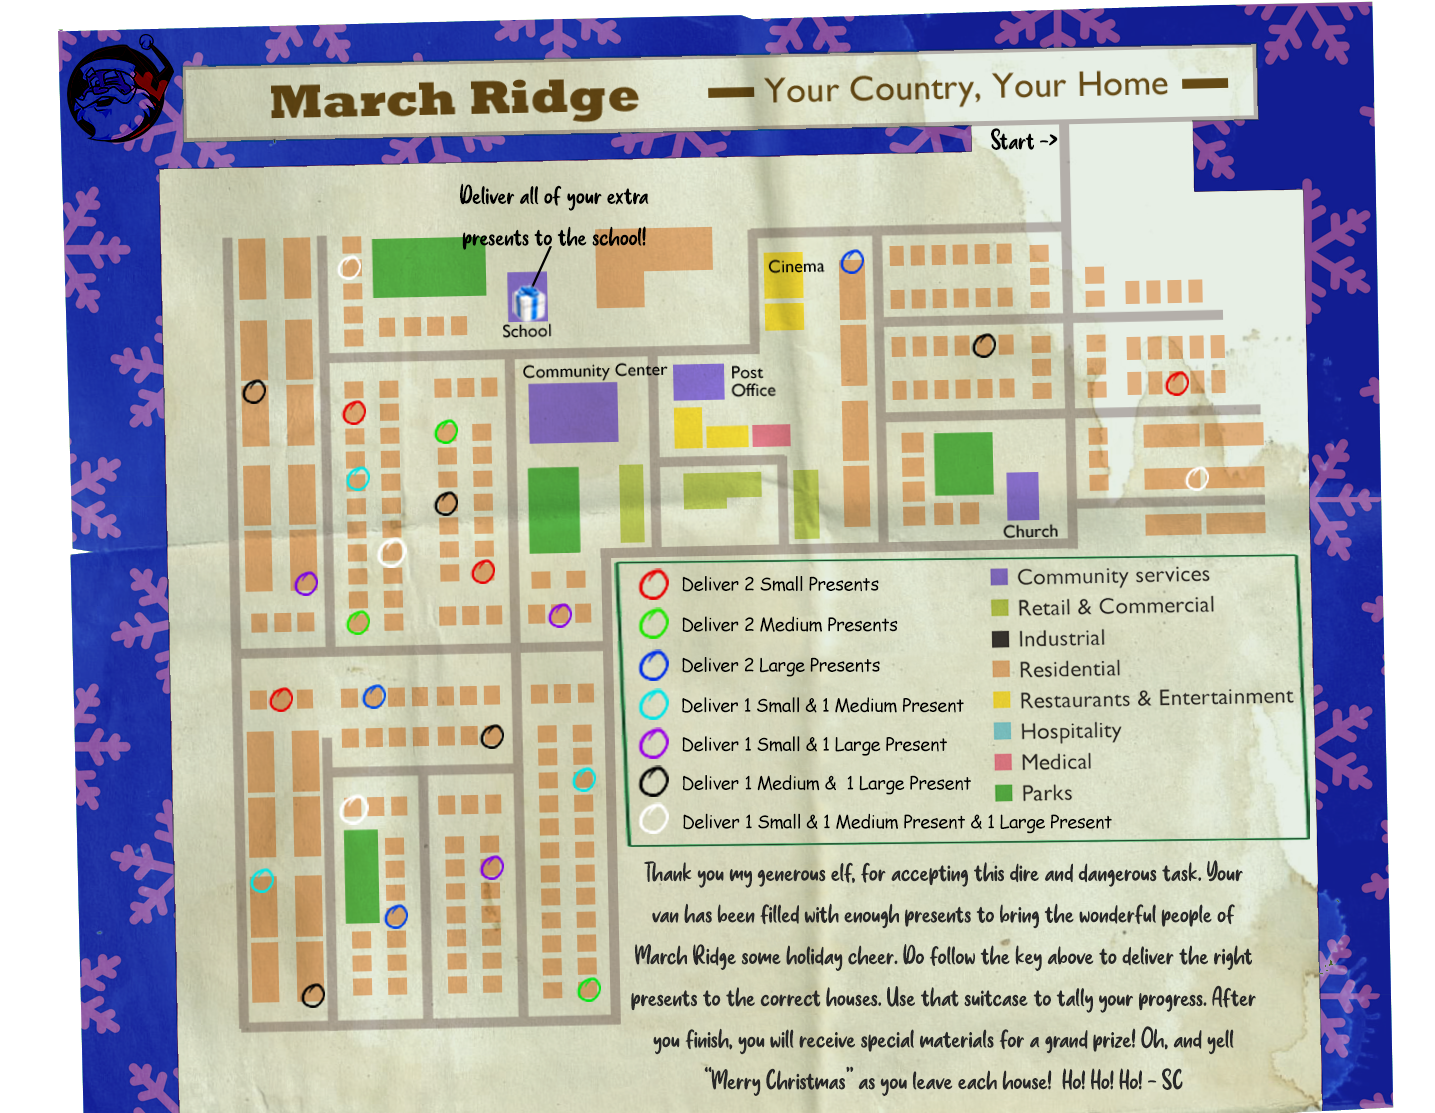 March Ridge
Your Country, Your Home
Start ->
Deliver all of your extra
presents to the school!
Cinema
School
Community Center
Post
Office
Church
Deliver 2 Small Presents
Deliver 2 Medium Presents
Deliver 2 Large Presents
Deliver 1 Small & 1 Medium Present
Deliver 1 Small & 1 Large Present
Deliver 1 Medium & 1 Large Present
Deliver 1 Small & 1 Medium Present & 1 Large Present
Community services
Retail & Commercial
Industrial
Residential
Restaurants & Entertainment
Hospitality
Medical
Parks
Thank you my generous elf, for accepting this dire and dangerous task. Your
van has been filled with enough presents to bring the wonderful people of
March Ridge some holiday cheer. Do follow the key above to deliver the right
presents to the correct houses. Use that suitcase to tally your progress. After
you finish, you will receive special materials for a grand prize! Oh, and yell
"Merry Christmas" as you leave each house! Ho! Ho! Ho! - SC